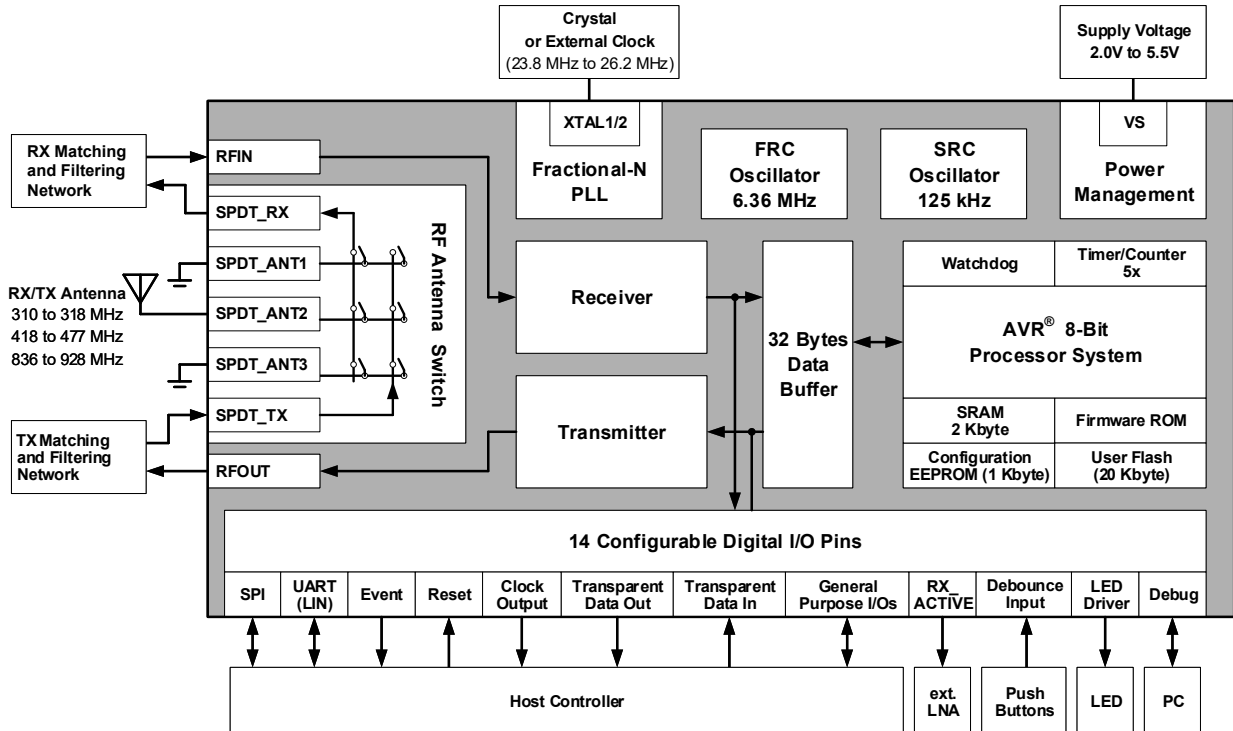 Crystal
or External Clock
(23.8 MHz to 26.2 MHz)
Supply Voltage
2.0V to 5.5V
XTAL1/2
Fractional-N
PLL
FRC
Oscillator
6.36 MHz
SRC
Oscillator
125 kHz
VS
Power
Management
RX Matching
and Filtering
Network
RFIN
SPDT_RX
SPDT_ANT1
SPDT_ANT2
SPDT_ANT3
SPDT_TX
RFOUT
RF Antenna Switch
RX/TX Antenna
310 to 318 MHz
418 to 477 MHz
836 to 928 MHz
TX Matching
and Filtering
Network
Receiver
Transmitter
32 Bytes
Data
Buffer
Watchdog
Timer/Counter
5x
AVR® 8-Bit
Processor System
SRAM
2 Kbyte
Firmware ROM
Configuration
EEPROM (1 Kbyte)
User Flash
(20 Kbyte)
14 Configurable Digital I/O Pins
SPI
UART
(LIN)
Event
Reset
Clock
Output
Transparent
Data Out
Transparent
Data In
General
Purpose I/Os
RX_
ACTIVE
Debounce
Input
LED
Driver
Debug
Host Controller
ext.
LNA
Push
Buttons
LED
PC